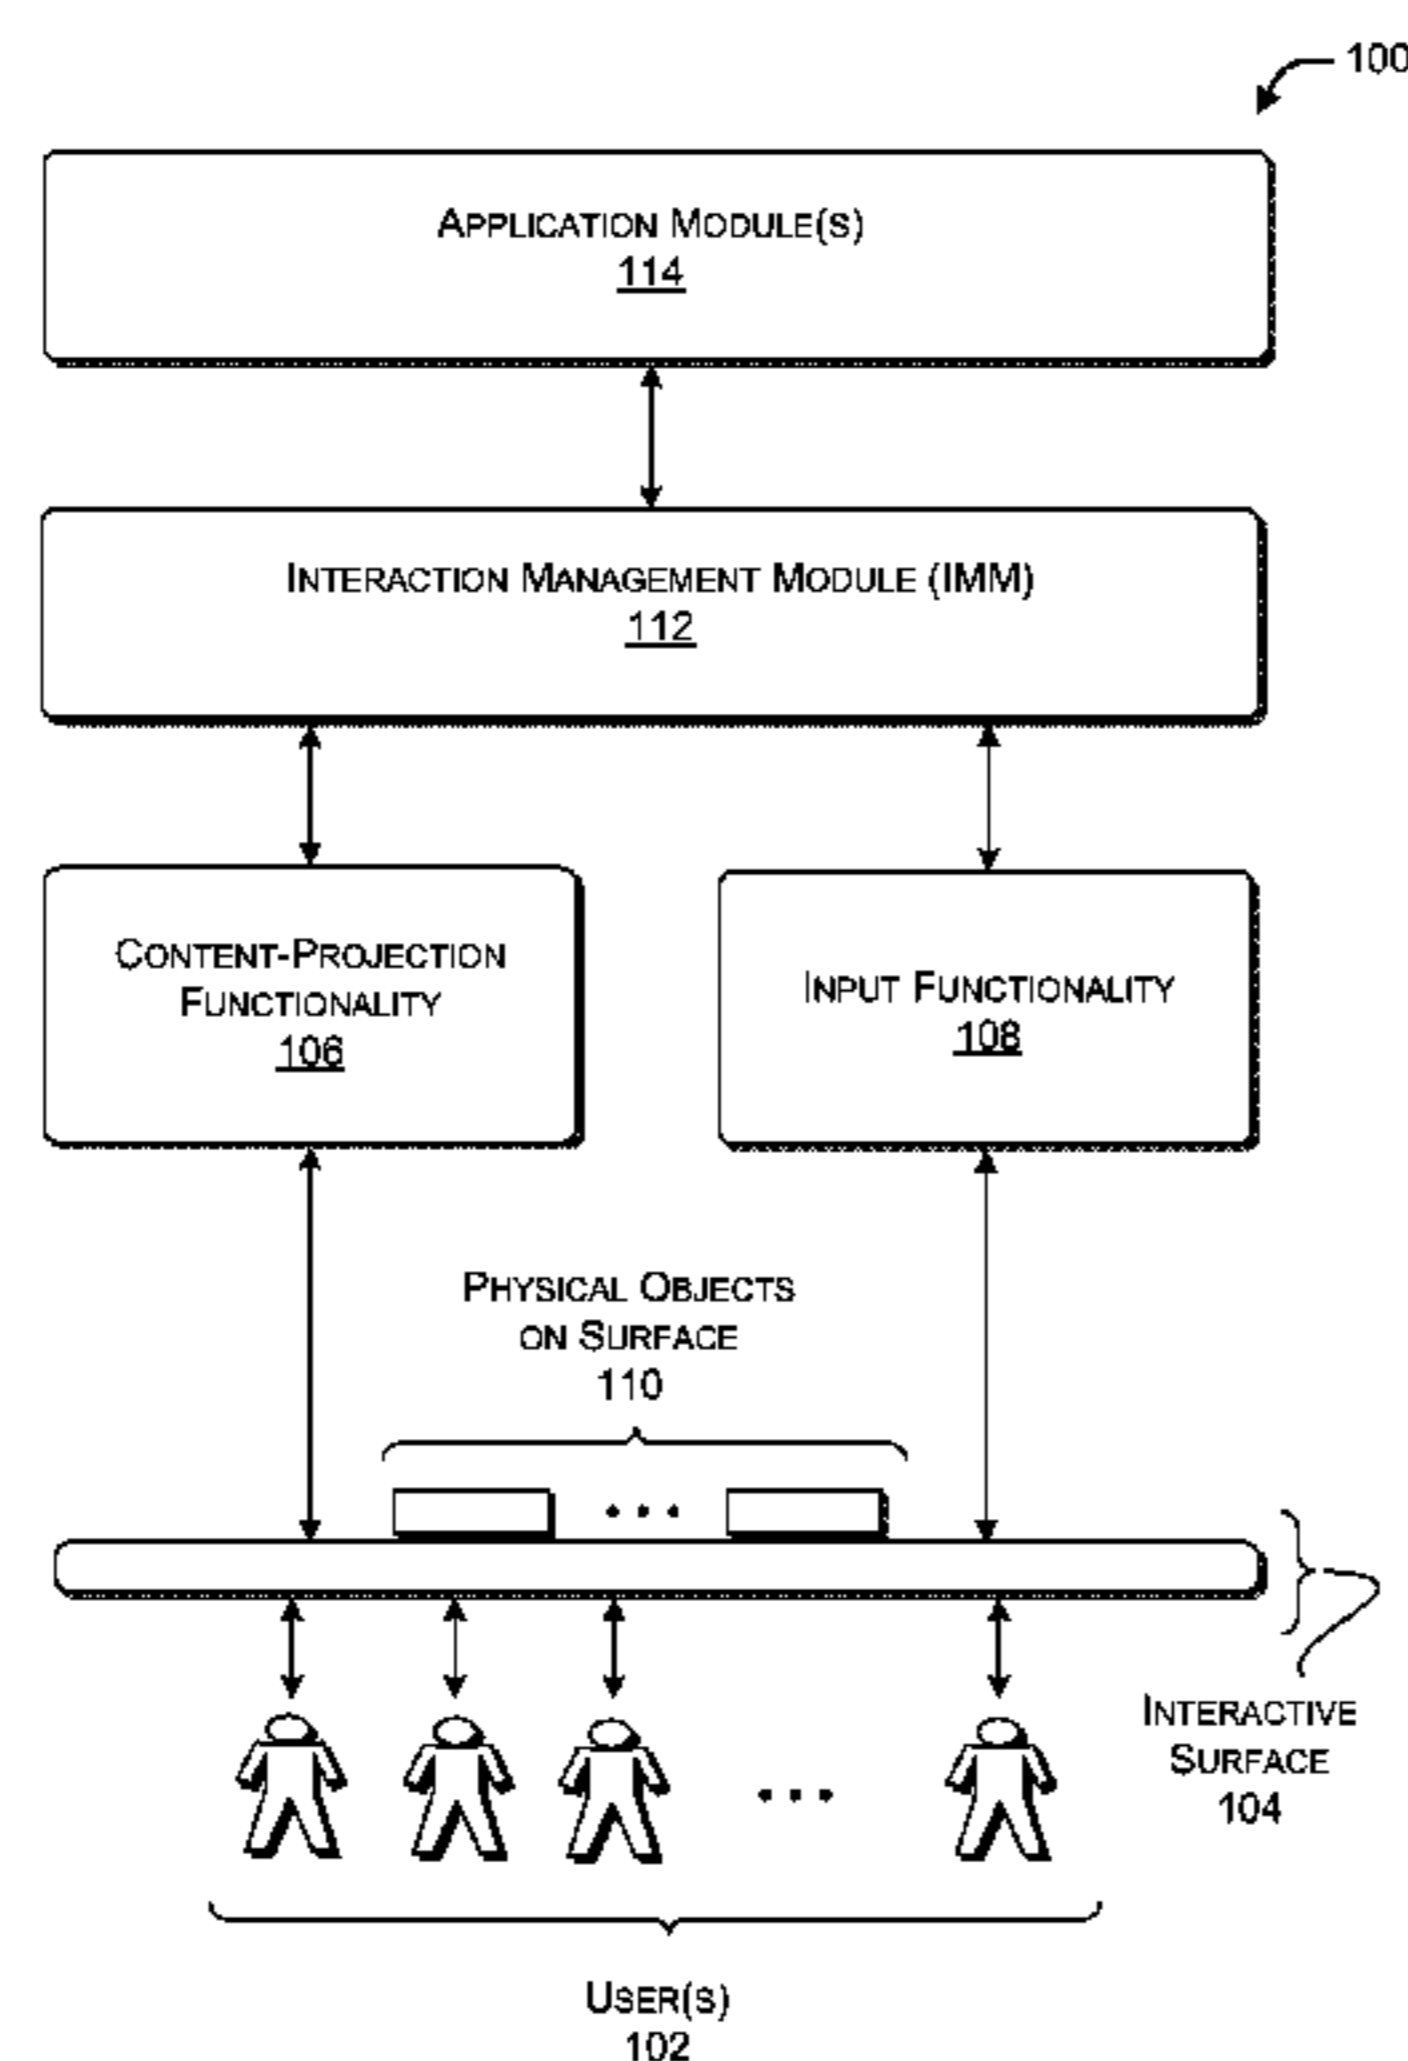 100
APPLICATION MODULE(S)
114
INTERACTION MANAGEMENT MODULE (IMM)
112
CONTENT-PROJECTION
FUNCTIONALITY
106
INPUT FUNCTIONALITY
108
PHYSICAL OBJECTS
ON SURFACE
110
INTERACTIVE
SURFACE
104
USER(S)
102